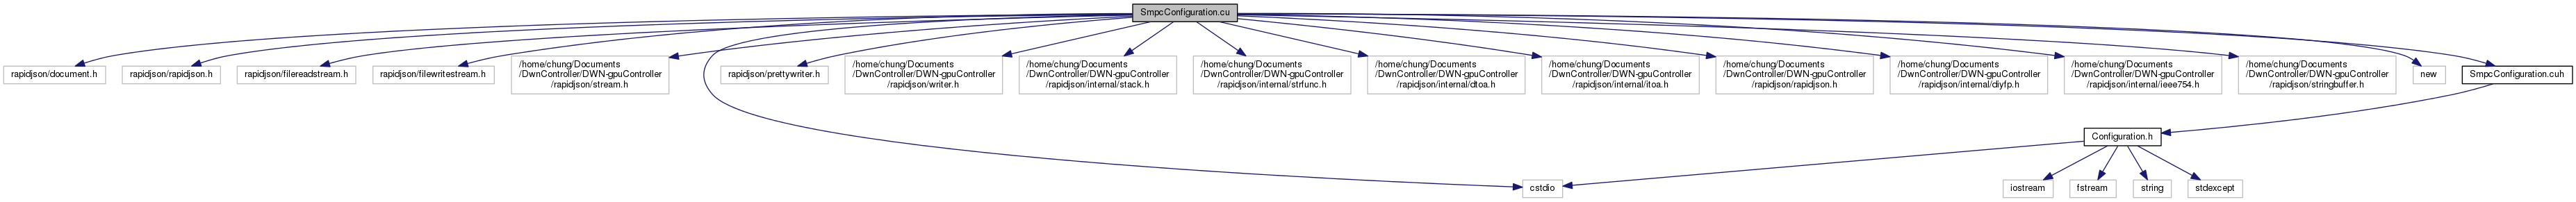 SmpcConfiguration.cu
rapidjson/document.h
rapidjson/rapidjson.h
rapidjson/filereadstream.h
rapidjson/filewritestream.h
/home/chung/Documents
/DwnController/DWN-gpuController
/rapidjson/stream.h
rapidjson/prettywriter.h
/home/chung/Documents
/DwnController/DWN-gpuController
/rapidjson/writer.h
/home/chung/Documents
/DwnController/DWN-gpuController
/rapidjson/internal/stack.h
/home/chung/Documents
/DwnController/DWN-gpuController
/rapidjson/internal/strfunc.h
/home/chung/Documents
/DwnController/DWN-gpuController
/rapidjson/internal/dtoa.h
/home/chung/Documents
/DwnController/DWN-gpuController
/rapidjson/internal/itoa.h
/home/chung/Documents
/DwnController/DWN-gpuController
/rapidjson/rapidjson.h
/home/chung/Documents
/DwnController/DWN-gpuController
/rapidjson/internal/diyfp.h
/home/chung/Documents
/DwnController/DWN-gpuController
/rapidjson/internal/ieee754.h
/home/chung/Documents
/DwnController/DWN-gpuController
/rapidjson/stringbuffer.h
new
SmpcConfiguration.cuh
Configuration.h
cstdio
iostream
fstream
string
stdexcept